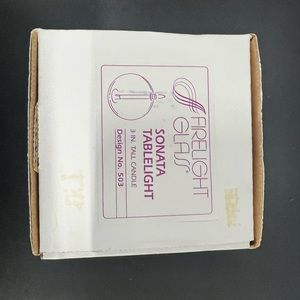 FIRELIGHT
GLASS
SONATA
TABLELIGHT
3 IN. TALL CANDLE
Design No. 503